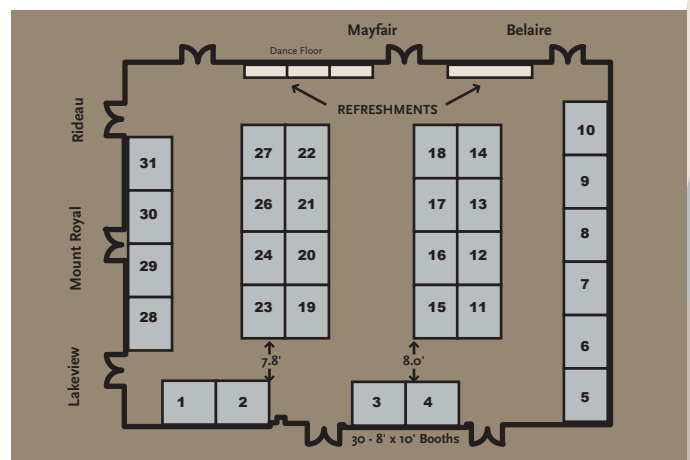 Mayfair
Belaire
Dance Floor
REFRESHMENTS
Rideau
Mount Royal
Lakeview
10
27 22
18 14
31
9
26 21
17 13
30
8
24 20
16 12
29
7
23 19
15 11
28
6
7.8'
8.0'
5
1 2
3 4
30 - 8' x 10' Booths